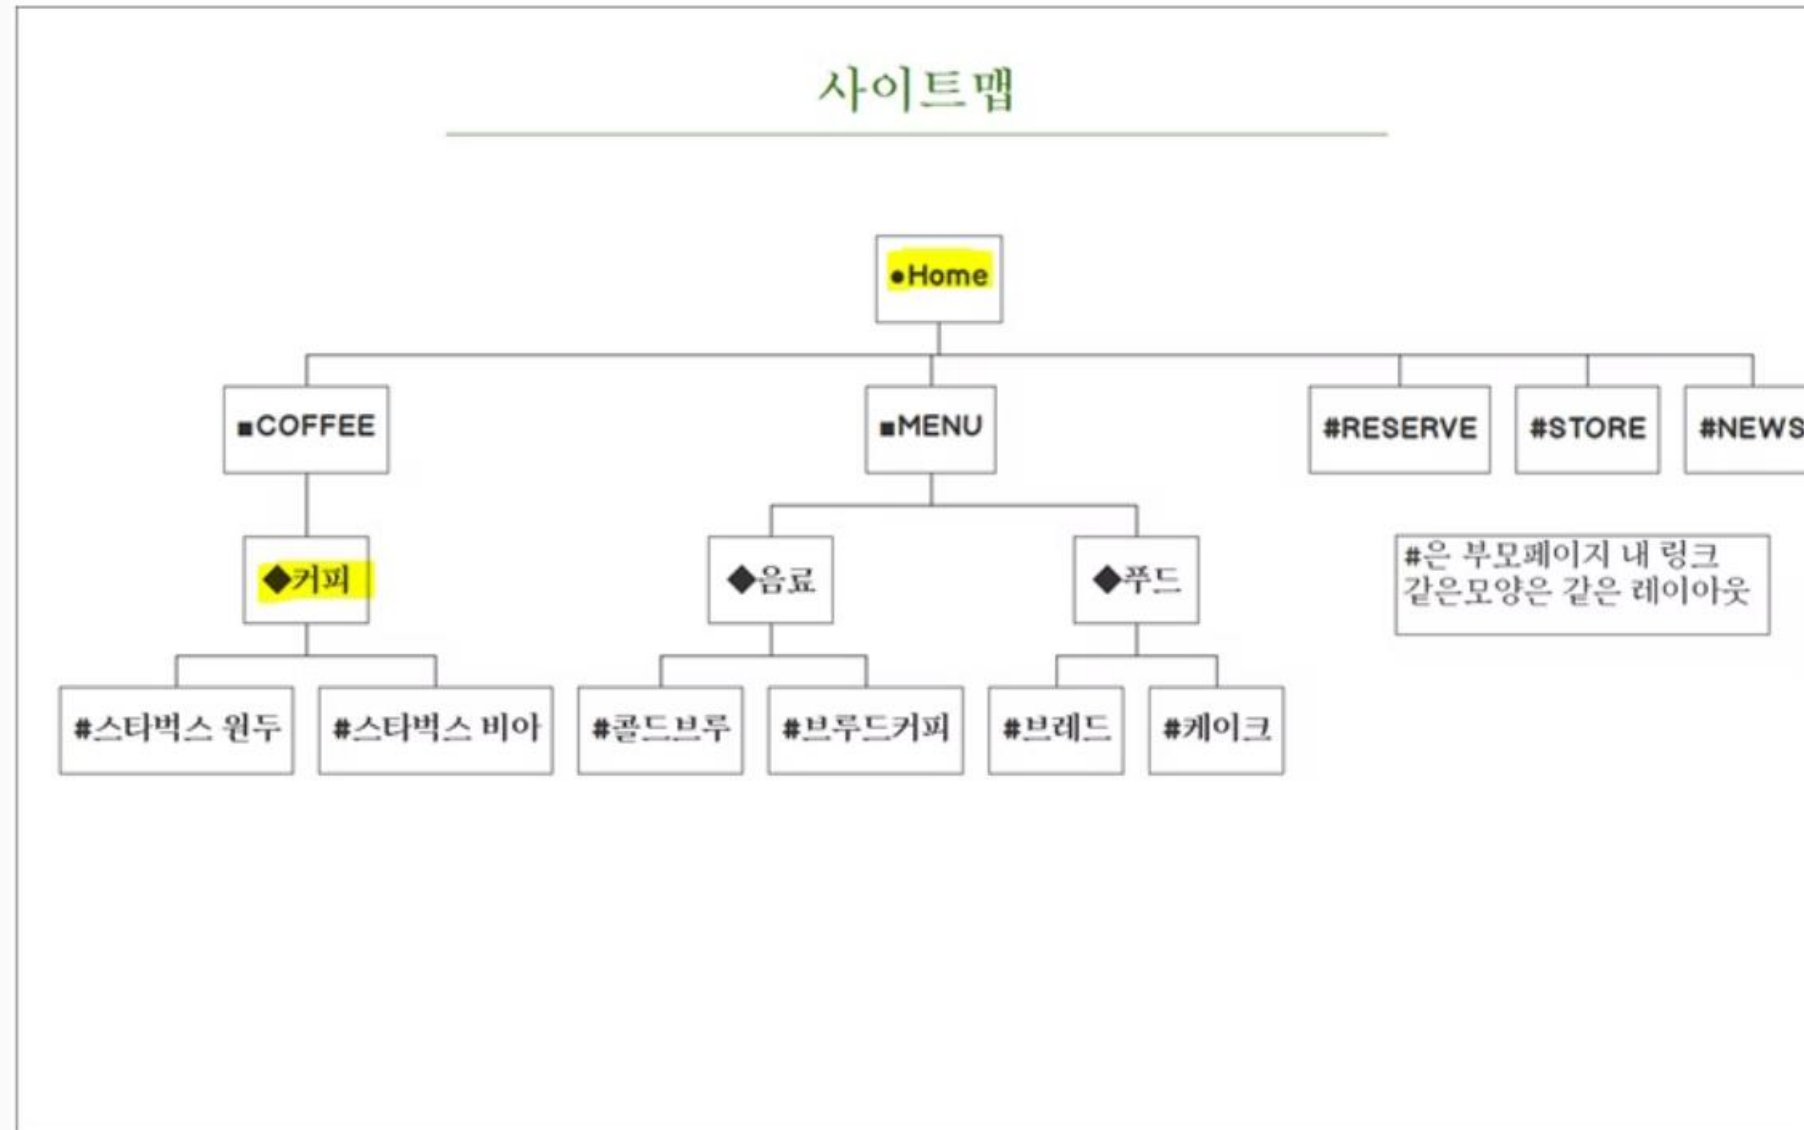 사이트맵
●Home
■COFFEE
■MENU
#RESERVE
#STORE
#NEWS
◆커피
◆음료
◆푸드
#은 부모페이지 내 링크
같은모양은 같은 레이아웃
#스타벅스 원두
#스타벅스 비아
#콜드브루
#브루드커피
#브레드
#케이크